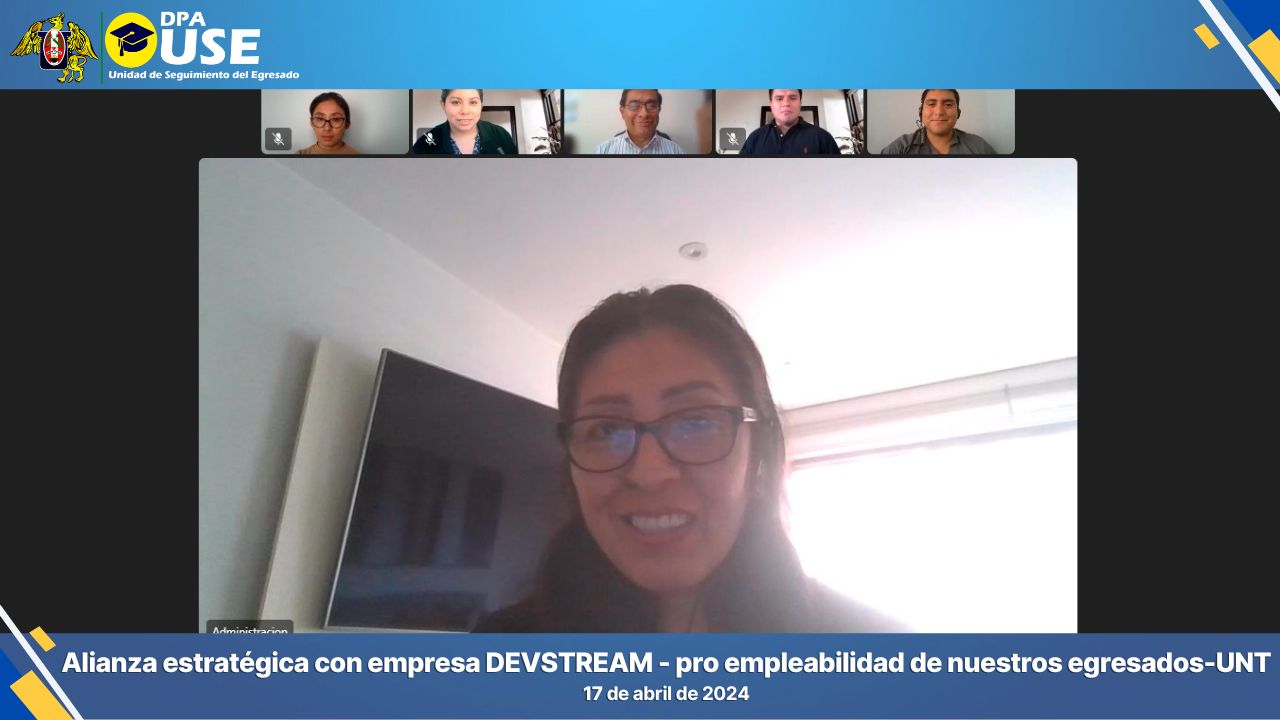 DPA
USE
Unidad de Seguimiento del Egresado
Administracion
Alianza estratégica con empresa DEVSTREAM - pro empleabilidad de nuestros egresados-UNT
17 de abril de 2024